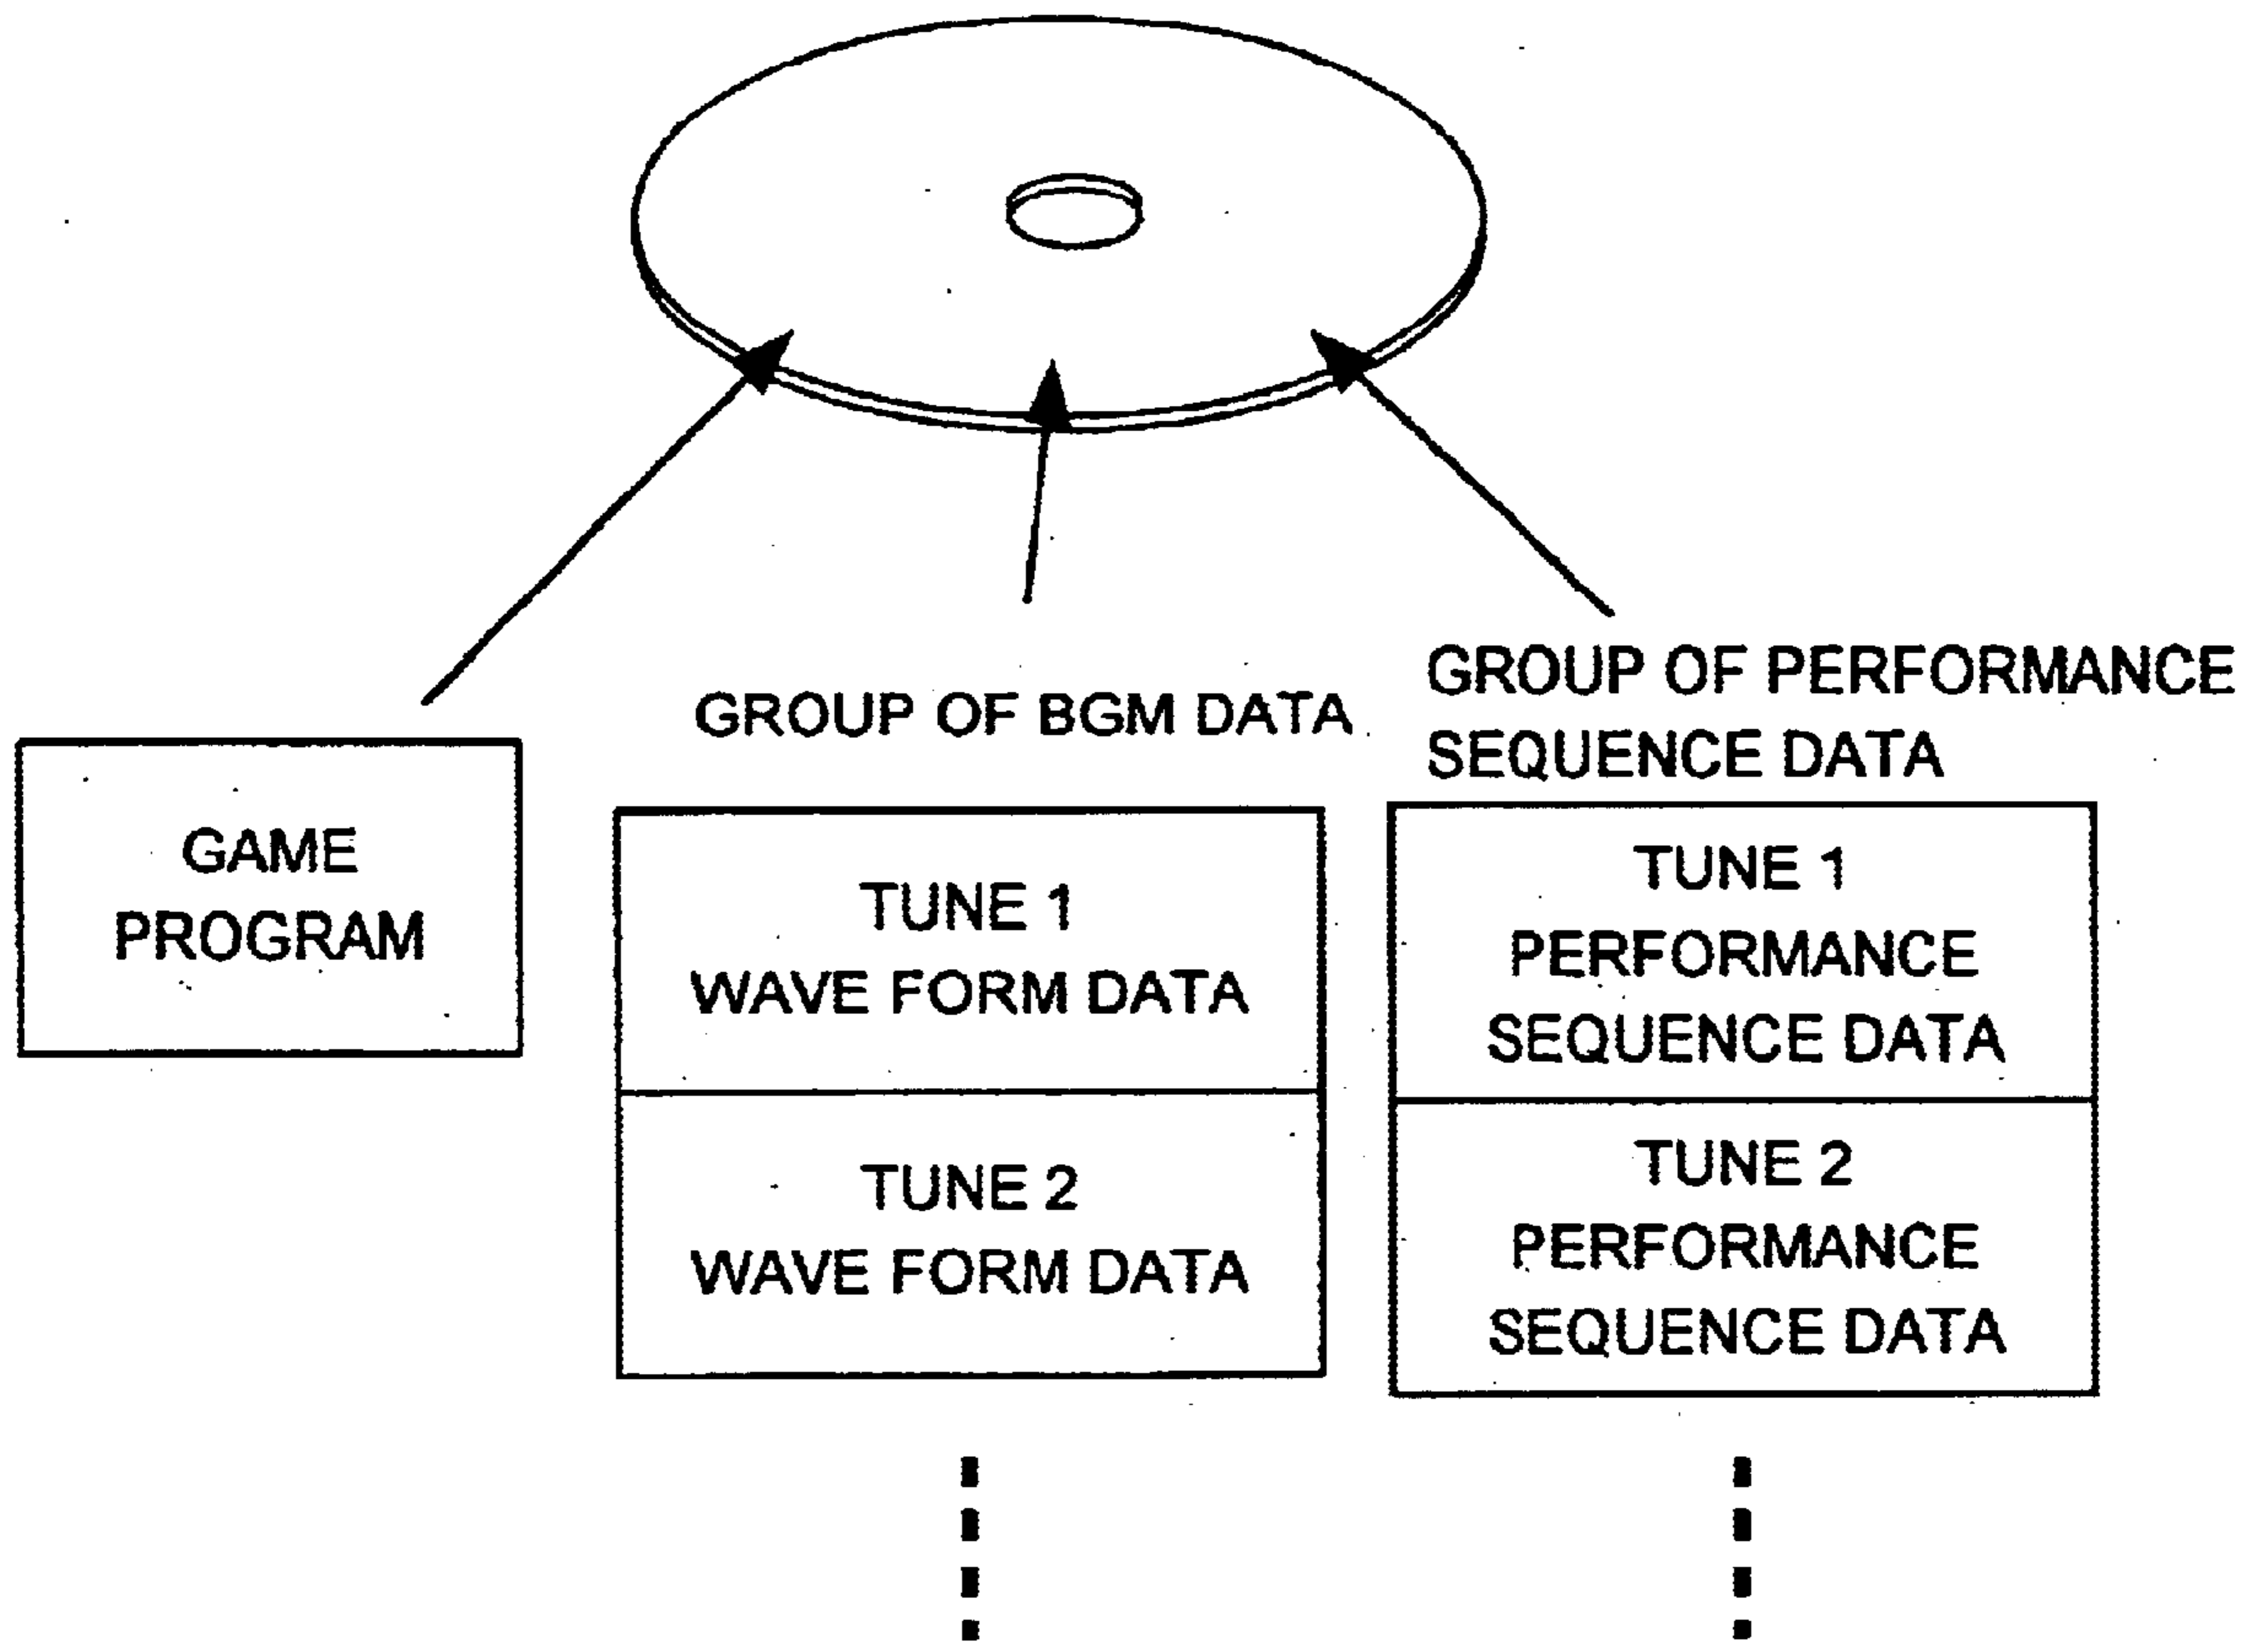 GAME
PROGRAM
GROUP OF BGM DATA
TUNE 1
WAVE FORM DATA
TUNE 2
WAVE FORM DATA
GROUP OF PERFORMANCE
SEQUENCE DATA
TUNE 1
PERFORMANCE
SEQUENCE DATA
TUNE 2
PERFORMANCE
SEQUENCE DATA